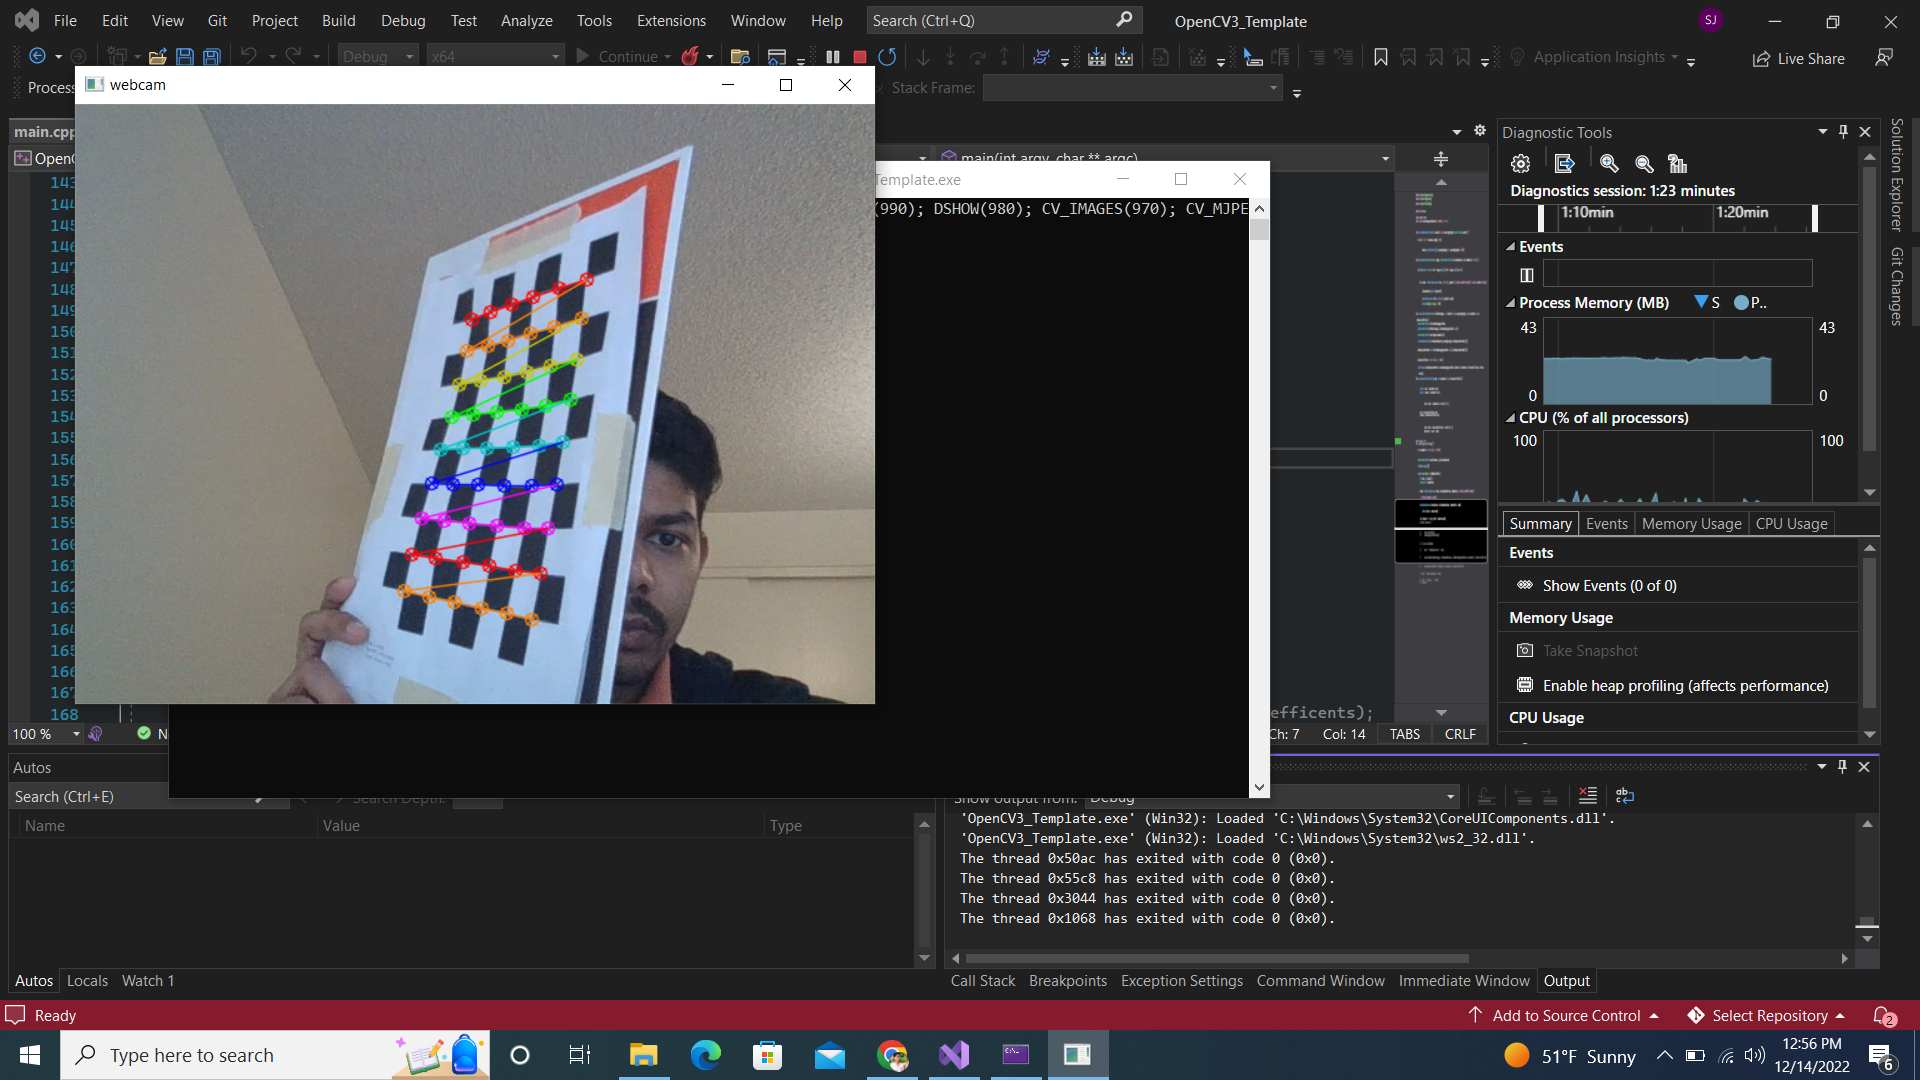 File Edit View Git Project Build Debug Test Analyze Tools Extensions Window Help Search (Ctrl+Q) OpenCV3_Template SJ
Debug x64 Continue Application Insights Live Share
Process Stack Frame:
webcam
main.cpp
OpenC main(int argv, char ** argc)
Template.exe
(990); DSHOW(980); CV_IMAGES(970); CV_MJPE
143
144
145
146
147
148
149
150
151
152
153
154
155
156
157
158
159
160
161
162
163
164
165
166
167
168
efficents);
100 % N Ch: 7 Col: 14 TABS CRLF
Diagnostic Tools
Diagnostics session: 1:23 minutes
1:10min 1:20min
Events
Process Memory (MB) S P..
43 43
0 0
CPU (% of all processors)
100 100
Summary Events Memory Usage CPU Usage
Events
Show Events (0 of 0)
Memory Usage
Take Snapshot
Enable heap profiling (affects performance)
CPU Usage
Solution Explorer
Git Changes
Autos
Search (Ctrl+E) Search Depth:
Name Value Type
Autos Locals Watch 1
Show output from: Debug
'OpenCV3_Template.exe' (Win32): Loaded 'C:\Windows\System32\CoreUIComponents.dll'.
'OpenCV3_Template.exe' (Win32): Loaded 'C:\Windows\System32\ws2_32.dll'.
The thread 0x50ac has exited with code 0 (0x0).
The thread 0x55c8 has exited with code 0 (0x0).
The thread 0x3044 has exited with code 0 (0x0).
The thread 0x1068 has exited with code 0 (0x0).
Call Stack Breakpoints Exception Settings Command Window Immediate Window Output
Ready Add to Source Control Select Repository 2
Type here to search 51°F Sunny 12:56 PM
12/14/2022 6